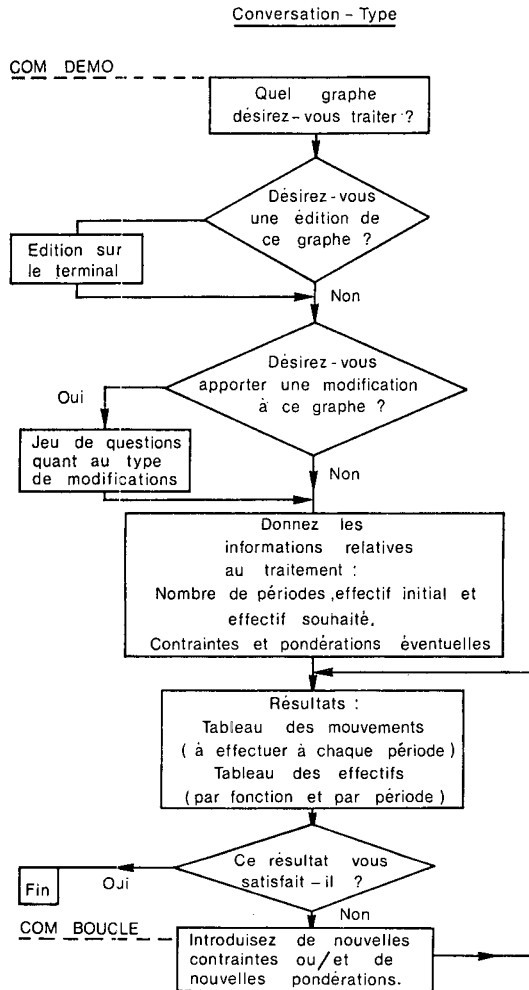 Conversation - Type
COM DEMO
Quel graphe
désirez-vous traiter ?
Désirez-vous
une édition de
ce graphe ?
Edition sur
le terminal
Non
Désirez-vous
apporter une modification
à ce graphe ?
Oui
Jeu de questions
quant au type
de modifications
Non
Donnez les
informations relatives
au traitement :
Nombre de périodes, effectif initial et
effectif souhaité.
Contraintes et pondérations éventuelles
Résultats :
Tableau des mouvements
( à effectuer à chaque période )
Tableau des effectifs
( par fonction et par période )
Ce résultat vous
satisfait-il ?
Oui
Fin
Non
COM BOUCLE
Introduisez de nouvelles
contraintes ou/et de
nouvelles pondérations.